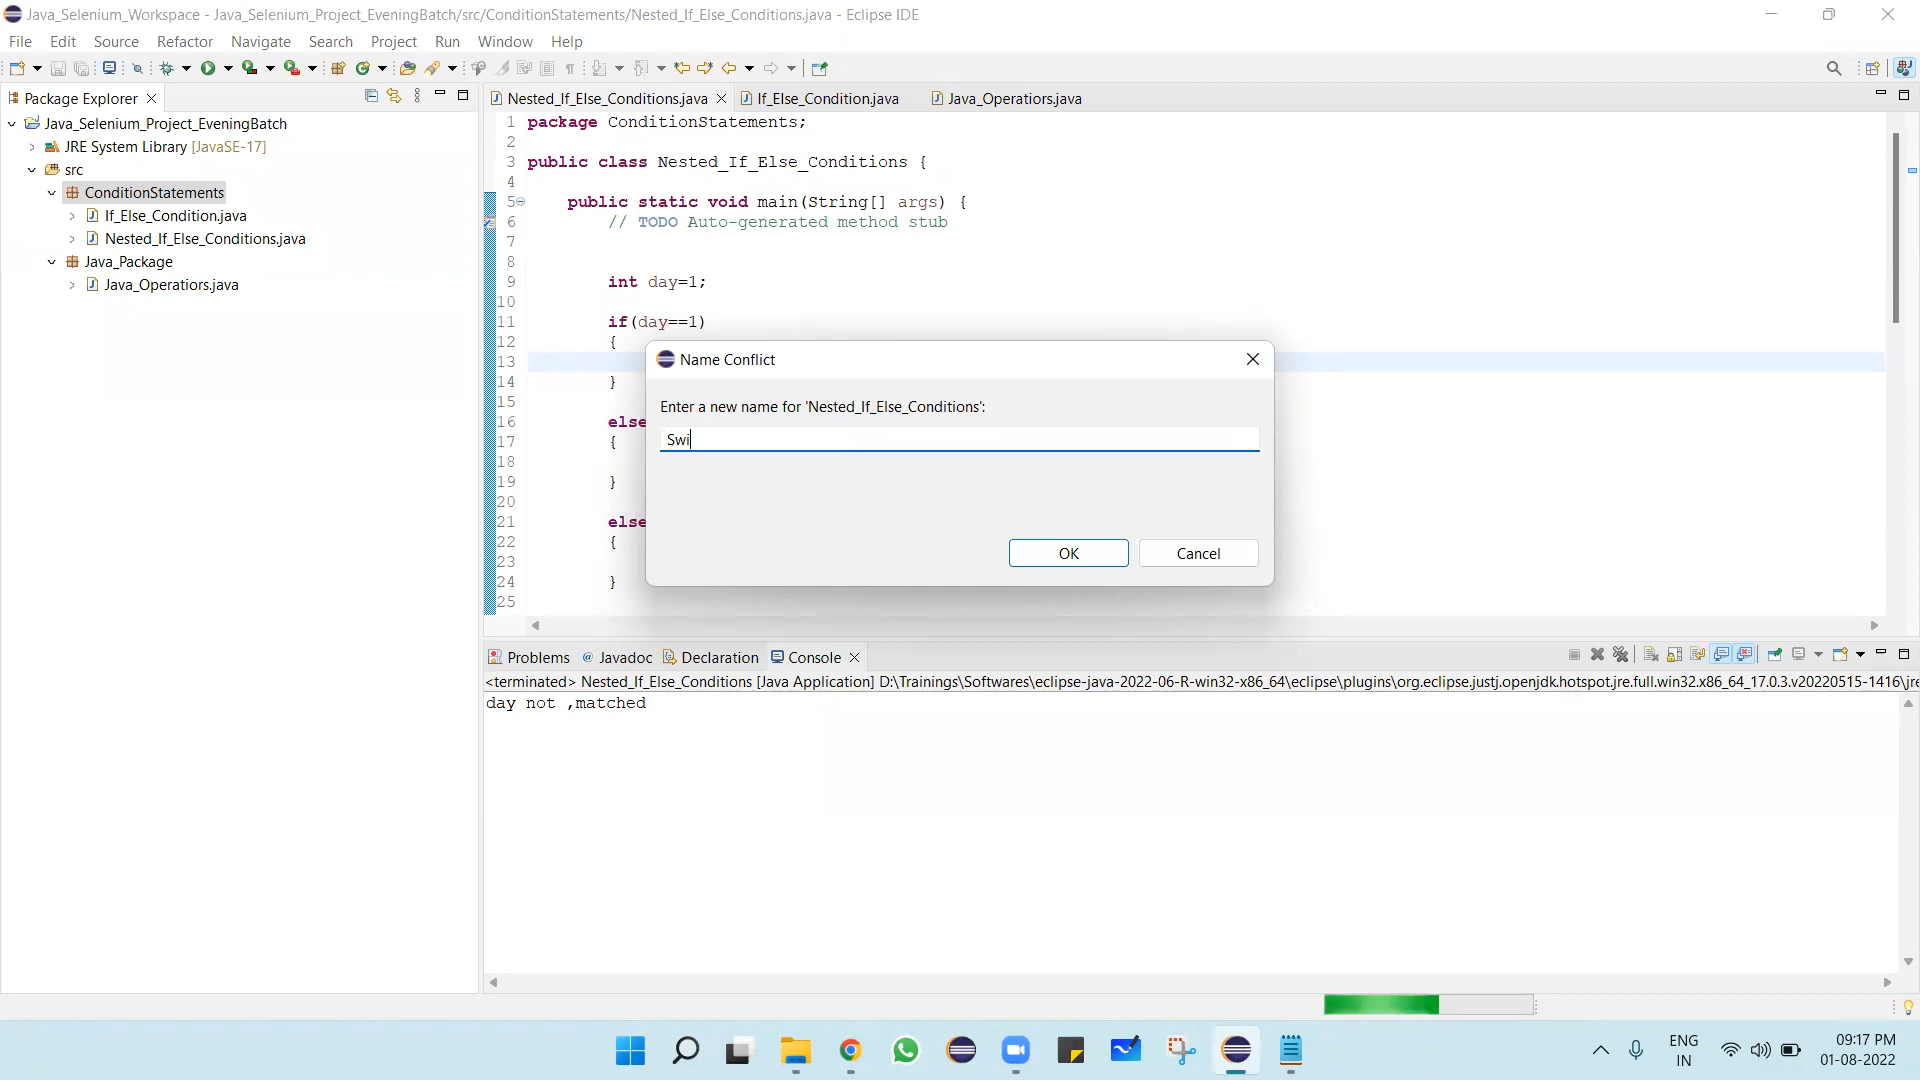 Java_Selenium_Workspace - Java_Selenium_Project_EveningBatch/src/ConditionStatements/Nested_If_Else_Conditions.java - Eclipse IDE
File Edit Source Refactor Navigate Search Project Run Window Help
Package Explorer
Java_Selenium_Project_EveningBatch
JRE System Library [JavaSE-17]
src
ConditionStatements
If_Else_Condition.java
Nested_If_Else_Conditions.java
Java_Package
Java_Operatiors.java
Nested_If_Else_Conditions.java If_Else_Condition.java Java_Operatiors.java
1 package ConditionStatements;
2
3 public class Nested_If_Else_Conditions {
4
5 public static void main(String[] args) {
6 // TODO Auto-generated method stub
7
8
9 int day=1;
10
11 if(day==1)
12 {
13
14 }
15
16 else
17 {
18
19 }
20
21 else
22 {
23
24 }
25
Name Conflict
Enter a new name for 'Nested_If_Else_Conditions':
Swi
OK Cancel
Problems Javadoc Declaration Console
<terminated> Nested_If_Else_Conditions [Java Application] D:\Trainings\Softwares\eclipse-java-2022-06-R-win32-x86_64\eclipse\plugins\org.eclipse.justj.openjdk.hotspot.jre.full.win32.x86_64_17.0.3.v20220515-1416\jre
day not ,matched
ENG
IN
09:17 PM
01-08-2022